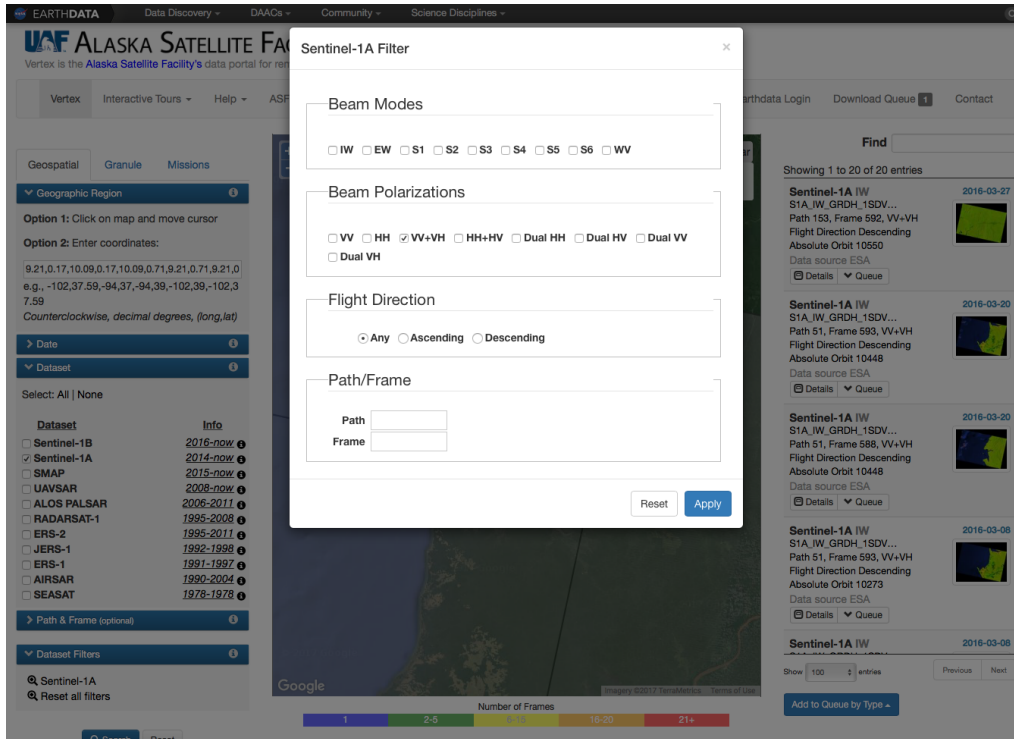 EARTHDATA Data Discovery DAACs Community Science Disciplines
UAF ALASKA SATELLITE FAC
Vertex is the Alaska Satellite Facility's data portal for ren
Vertex Interactive Tours Help ASF arthdata Login Download Queue 1 Contact
Sentinel-1A Filter ×
Beam Modes
IW EW S1 S2 S3 S4 S5 S6 WV
Beam Polarizations
VV HH VV+VH HH+HV Dual HH Dual HV Dual VV
Dual VH
Flight Direction
Any Ascending Descending
Path/Frame
Path
Frame
Reset Apply
Geospatial Granule Missions
Geographic Region
Option 1: Click on map and move cursor
Option 2: Enter coordinates:
9.21,0.17,10.09,0.17,10.09,0.71,9.21,0.71,9.21,0
e.g., -102,37.59,-94,37,-94,39,-102,39,-102,3
7.59
Counterclockwise, decimal degrees, (long,lat)
Date
Dataset
Select: All | None
Dataset Info
Sentinel-1B 2016-now
Sentinel-1A 2014-now
SMAP 2015-now
UAVSAR 2008-now
ALOS PALSAR 2006-2011
RADARSAT-1 1995-2008
ERS-2 1995-2011
JERS-1 1992-1998
ERS-1 1991-1997
AIRSAR 1990-2004
SEASAT 1978-1978
Path & Frame (optional)
Dataset Filters
Sentinel-1A
Reset all filters
Search Reset
Google
Imagery ©2017 TerraMetrics Terms of Use
Number of Frames
1 2-5 6-15 16-20 21+
Find
Showing 1 to 20 of 20 entries
Sentinel-1A IW 2016-03-27
S1A_IW_GRDH_1SDV...
Path 153, Frame 592, VV+VH
Flight Direction Descending
Absolute Orbit 10550
Data source ESA
Details Queue
Sentinel-1A IW 2016-03-20
S1A_IW_GRDH_1SDV...
Path 51, Frame 593, VV+VH
Flight Direction Descending
Absolute Orbit 10448
Data source ESA
Details Queue
Sentinel-1A IW 2016-03-20
S1A_IW_GRDH_1SDV...
Path 51, Frame 588, VV+VH
Flight Direction Descending
Absolute Orbit 10448
Data source ESA
Details Queue
Sentinel-1A IW 2016-03-08
S1A_IW_GRDH_1SDV...
Path 51, Frame 593, VV+VH
Flight Direction Descending
Absolute Orbit 10273
Data source ESA
Details Queue
Sentinel-1A IW 2016-03-08
Show 100 entries Previous Next
Add to Queue by Type